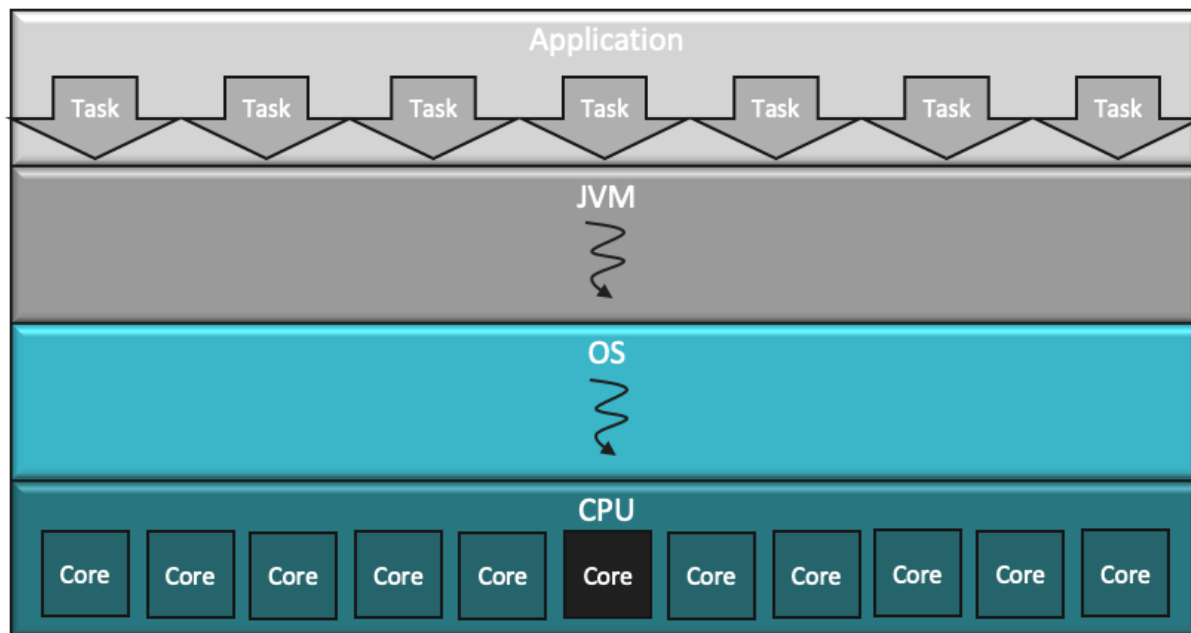 Application
Task Task Task Task Task Task Task
JVM
OS
CPU
Core Core Core Core Core Core Core Core Core Core Core